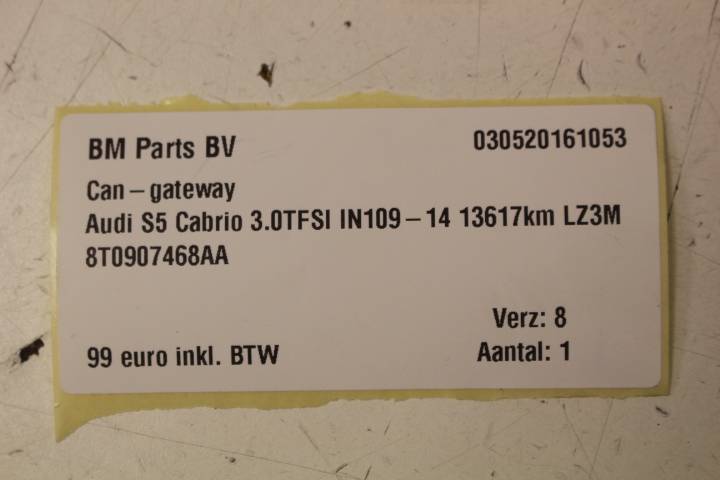 BM Parts BV 030520161053
Can-gateway
Audi S5 Cabrio 3.0TFSI IN109-14 13617km LZ3M
8T0907468AA
Verz: 8
99 euro inkl. BTW Aantal: 1